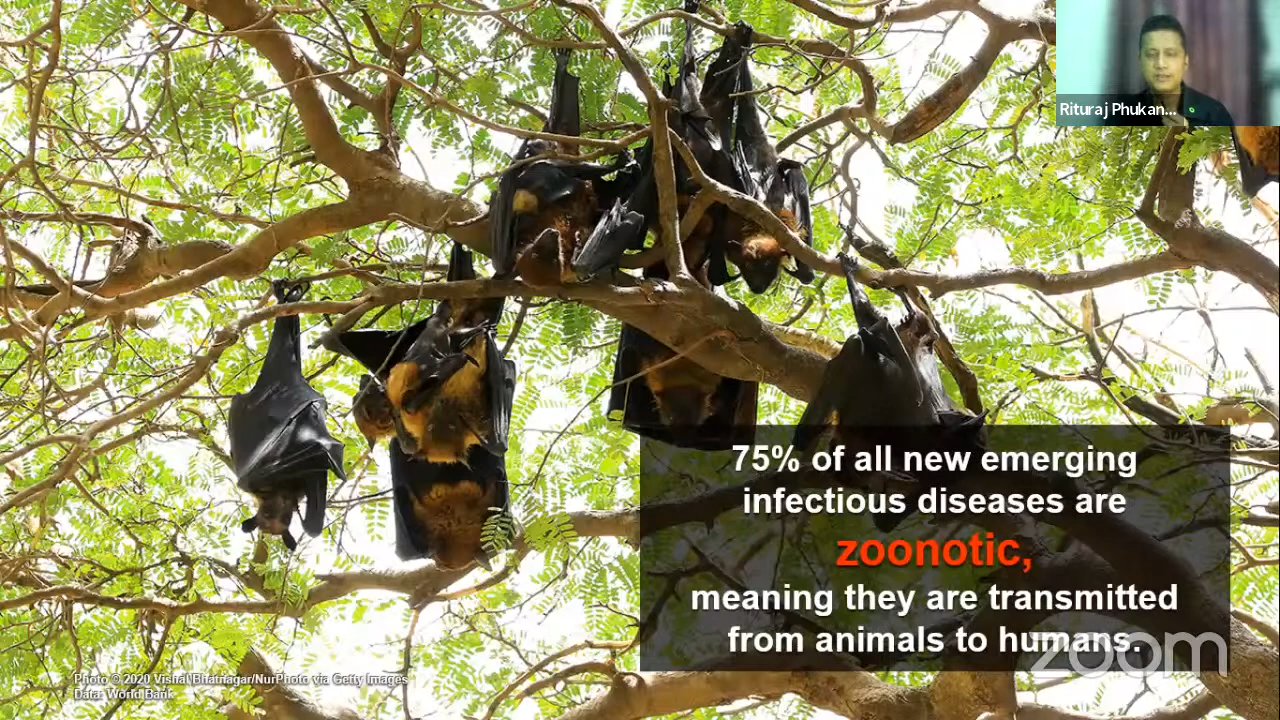 Rituraj Phukan...
75% of all new emerging
infectious diseases are
zoonotic,
meaning they are transmitted
from animals to humans.
zoom
Photo © 2020 Vishal Bhatnagar/NurPhoto via Getty Images
Data: World Bank